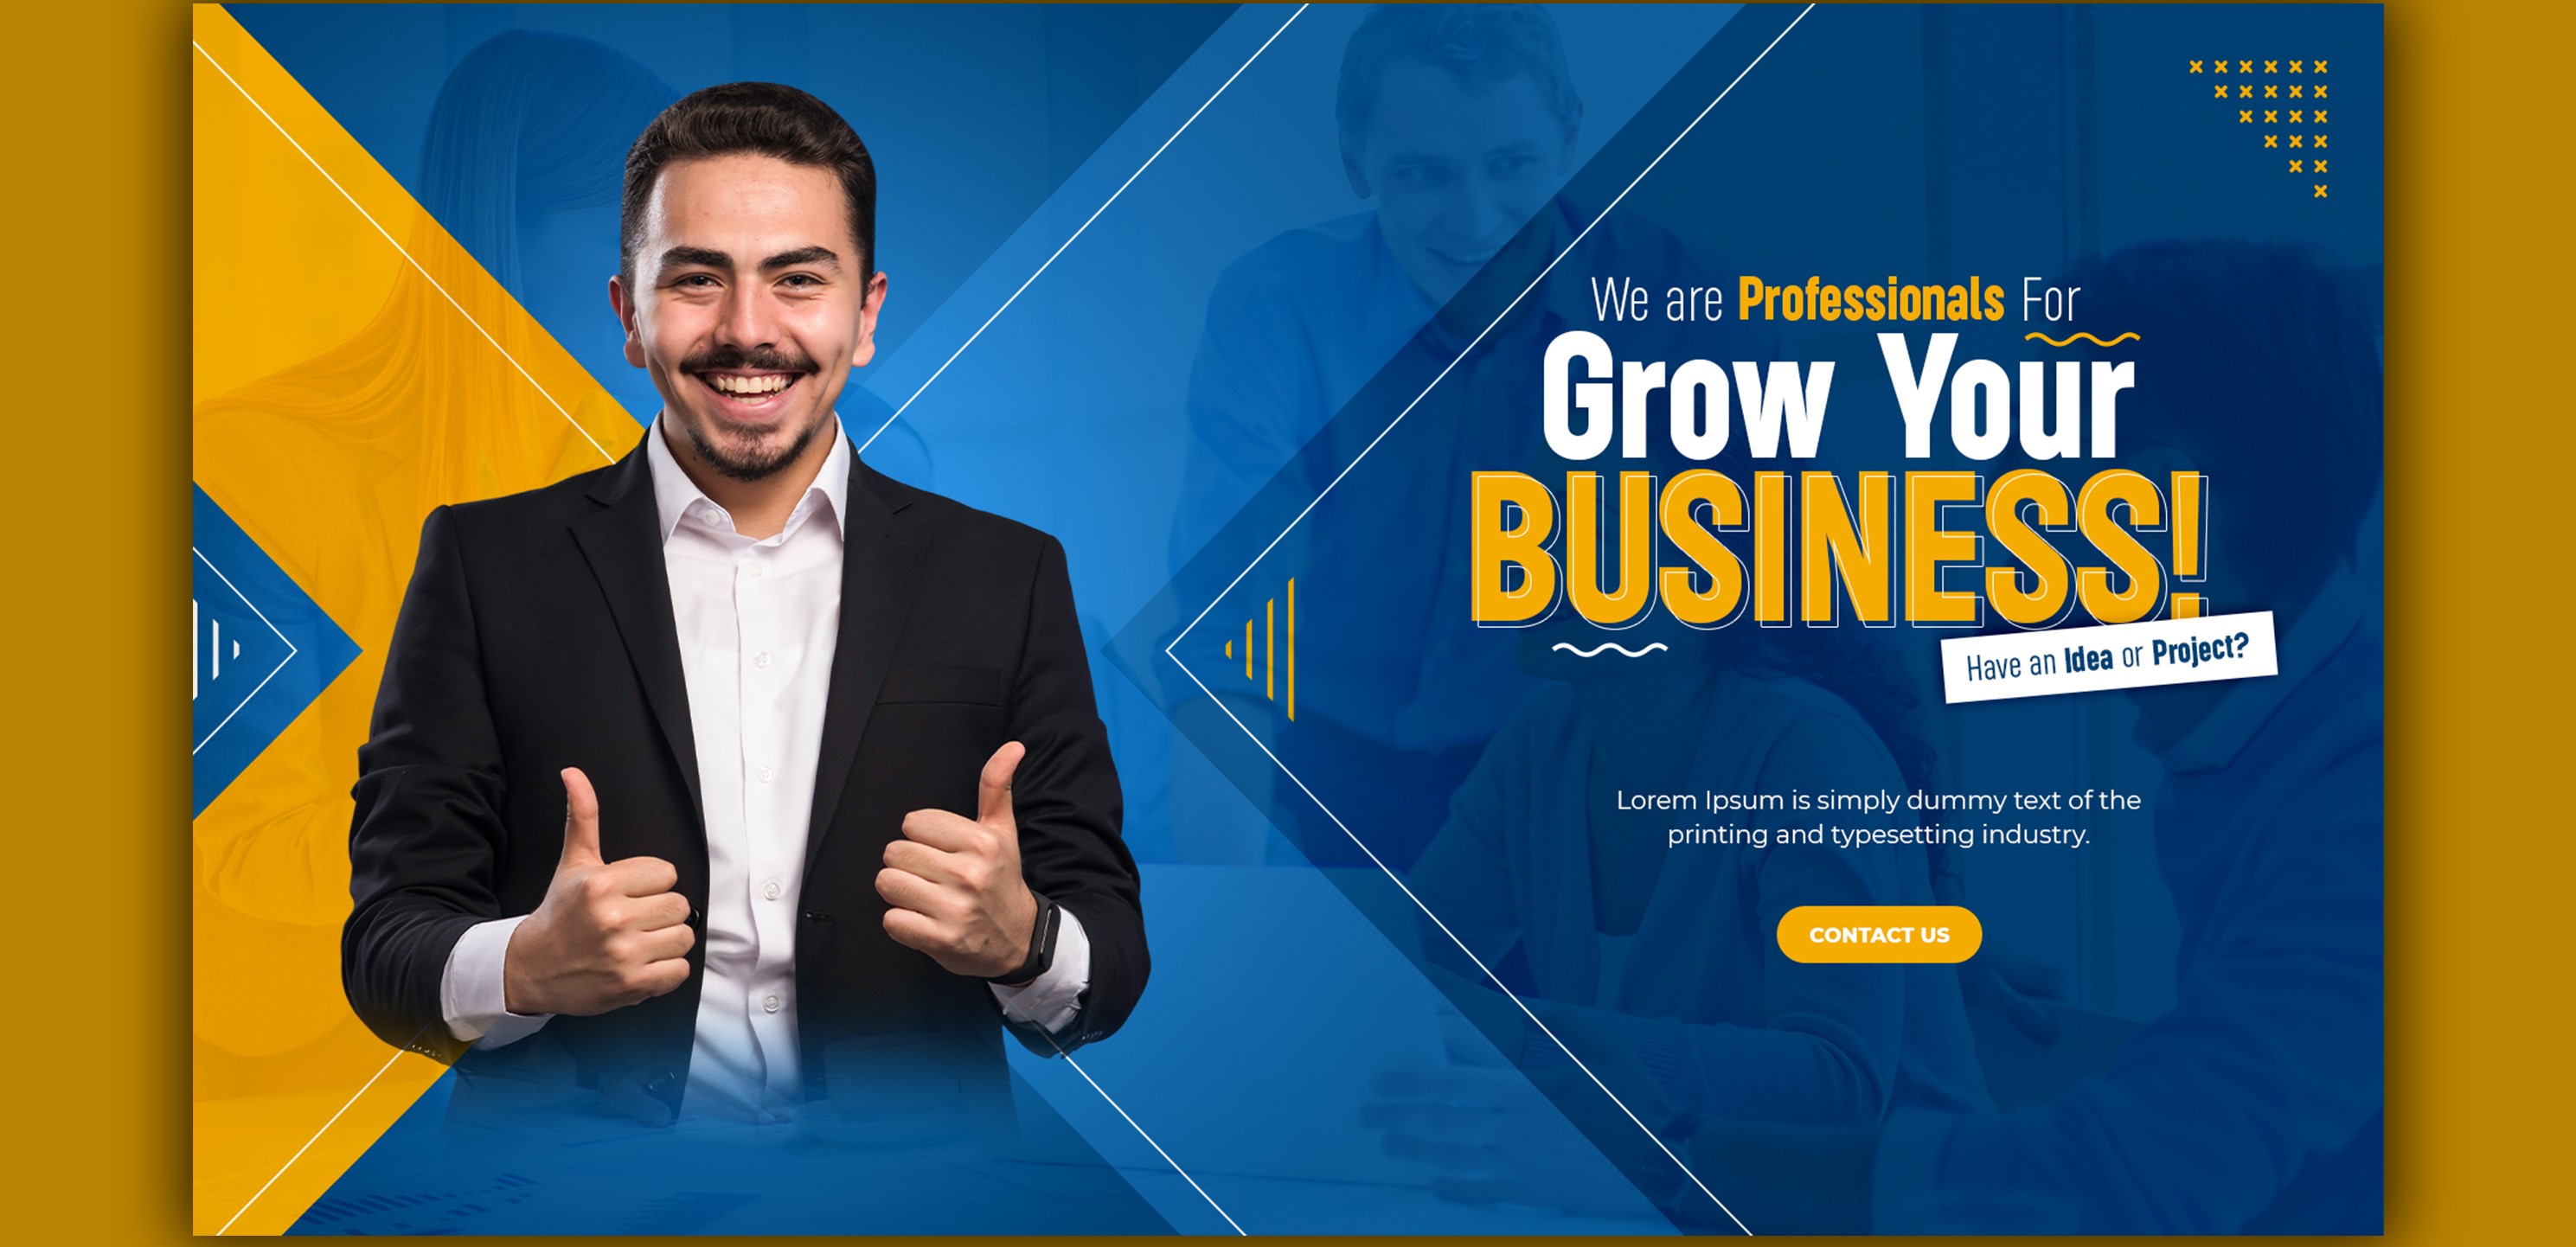 We are Professionals For
Grow Your
BUSINESS!
Have an Idea or Project?
Lorem Ipsum is simply dummy text of the
printing and typesetting industry.
CONTACT US